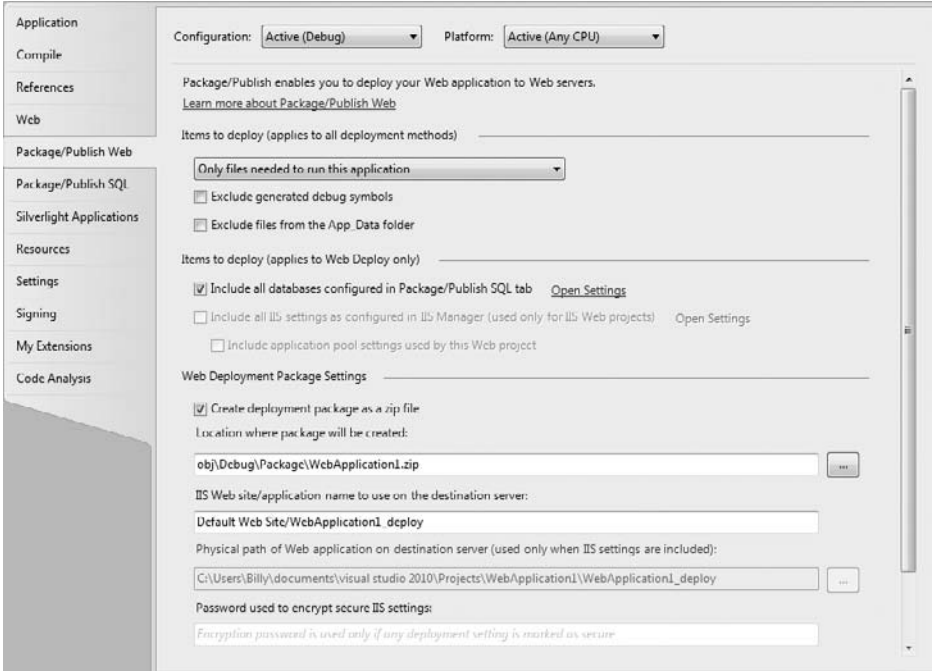 Application
Compile
References
Web
Package/Publish Web
Package/Publish SQL
Silverlight Applications
Resources
Settings
Signing
My Extensions
Code Analysis
Configuration: Active (Debug) Platform: Active (Any CPU)
Package/Publish enables you to deploy your Web application to Web servers.
Learn more about Package/Publish Web
Items to deploy (applies to all deployment methods)
Only files needed to run this application
Exclude generated debug symbols
Exclude files from the App_Data folder
Items to deploy (applies to Web Deploy only)
Include all databases configured in Package/Publish SQL tab Open Settings
Include all IIS settings as configured in IIS Manager (used only for IIS Web projects) Open Settings
Include application pool settings used by this Web project
Web Deployment Package Settings
Create deployment package as a zip file
Location where package will be created:
obj\Debug\Package\WebApplication1.zip ...
IIS Web site/application name to use on the destination server:
Default Web Site/WebApplication1_deploy
Physical path of Web application on destination server (used only when IIS settings are included):
C:\Users\Billy\documents\visual studio 2010\Projects\WebApplication1\WebApplication1_deploy ...
Password used to encrypt secure IIS settings:
Encryption password is used only if any deployment setting is marked as secure